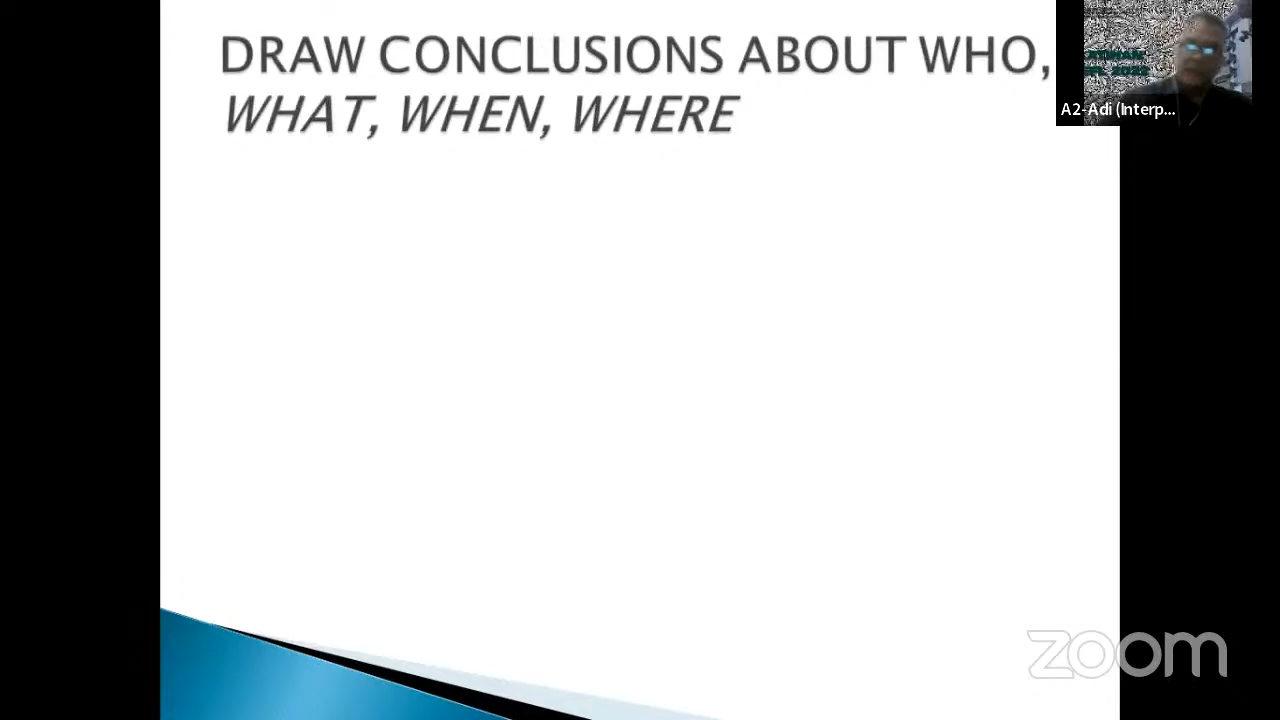 DRAW CONCLUSIONS ABOUT WHO,
WHAT, WHEN, WHERE
A2-Adi (Interp...
zoom